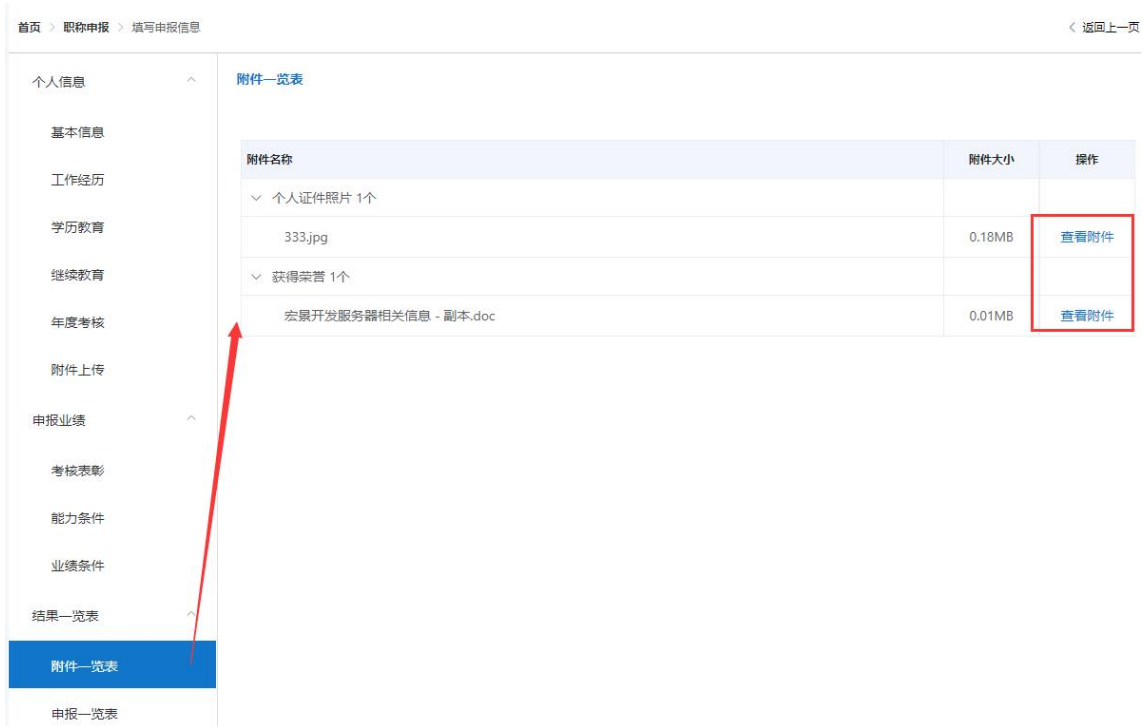 首页 > 职称申报 > 填写申报信息
< 返回上一页
个人信息
基本信息
工作经历
学历教育
继续教育
年度考核
附件上传
申报业绩
考核表彰
能力条件
业绩条件
结果一览表
附件一览表
申报一览表
附件一览表
附件名称 附件大小 操作
个人证件照片 1个
333.jpg 0.18MB 查看附件
获得荣誉 1个
宏景开发服务器相关信息 - 副本.doc 0.01MB 查看附件